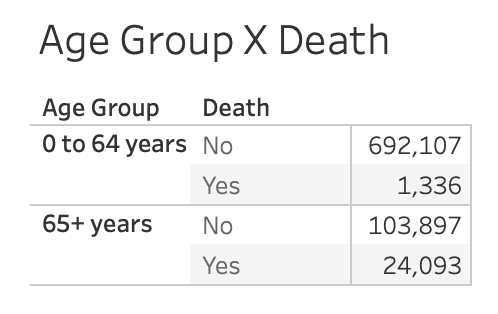 Age Group X Death
Age Group Death
0 to 64 years No 692,107
Yes 1,336
65+ years No 103,897
Yes 24,093